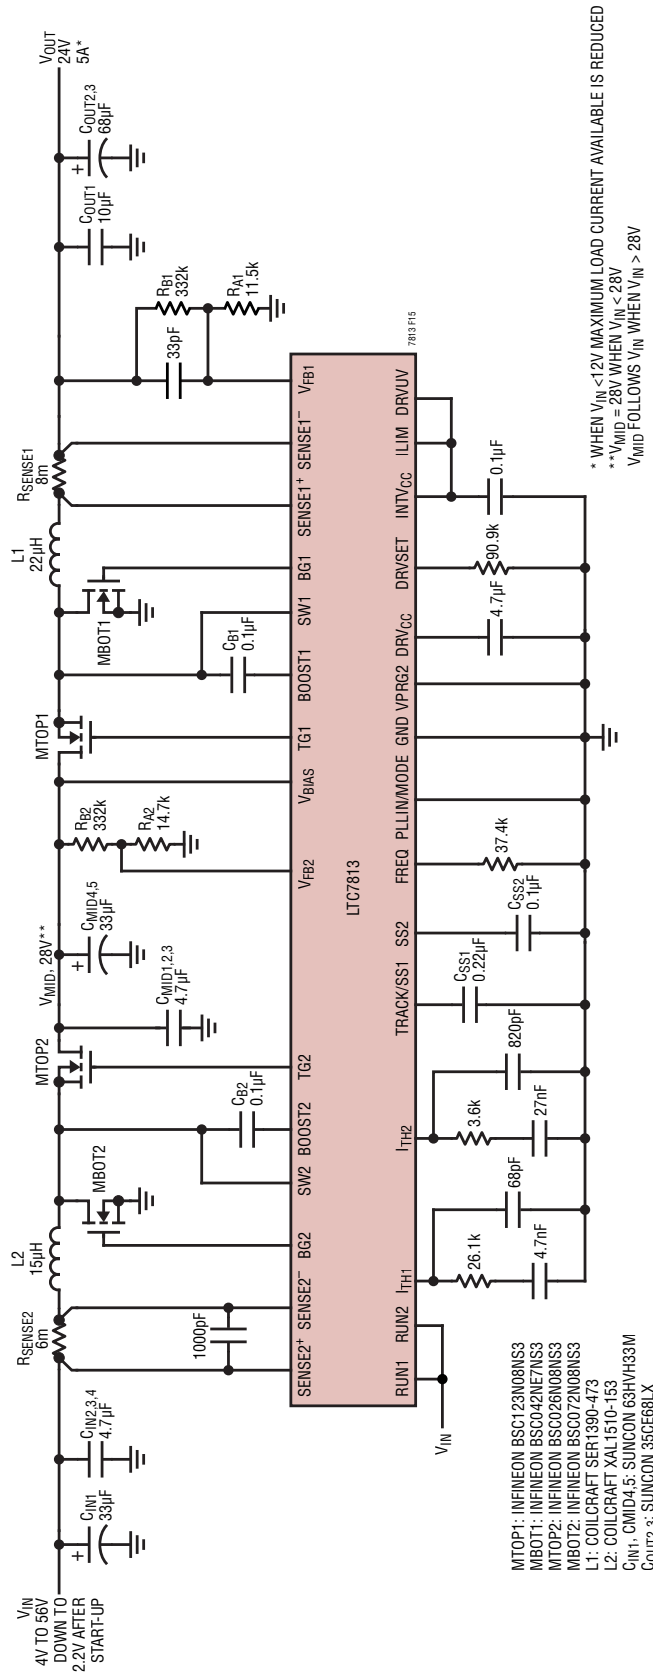 VIN
4V TO 56V
DOWN TO
2.2V AFTER
START-UP
CIN1
33µF
+
CIN2,3,4
4.7µF
RSENSE2
6m
L2
15µH
MBOT2
MTOP2
VMID, 28V**
CMID1,2,3
4.7µF
CMID4,5
33µF
+
RB2
332k
RA2
14.7k
MTOP1
MBOT1
L1
22µH
RSENSE1
8m
33pF
RB1
332k
RA1
11.5k
COUT1
10µF
COUT2,3
68µF
+
VOUT
24V
5A*
1000pF
CB2
0.1µF
CB1
0.1µF
SENSE2+
SENSE2–
BG2
SW2
BOOST2
TG2
VFB2
VBIAS
TG1
BOOST1
SW1
BG1
SENSE1+
SENSE1–
VFB1
LTC7813
RUN1
RUN2
ITH1
ITH2
TRACK/SS1
SS2
FREQ
PLLIN/MODE
GND
VPRG2
DRVCC
DRVSET
INTVCC
ILIM
DRVUV
7813 F15
VIN
26.1k
4.7nF
68pF
3.6k
27nF
820pF
CSS1
0.22µF
CSS2
0.1µF
37.4k
4.7µF
90.9k
0.1µF
MTOP1: INFINEON BSC123N08NS3
MBOT1: INFINEON BSC042NE7NS3
MTOP2: INFINEON BSC026N08NS3
MBOT2: INFINEON BSC072N08NS3
L1: COILCRAFT SER1390-473
L2: COILCRAFT XAL1510-153
CIN1, CMID4,5: SUNCON 63HVH33M
COUT2,3: SUNCON 35CE68LX
* WHEN VIN <12V MAXIMUM LOAD CURRENT AVAILABLE IS REDUCED
**VMID = 28V WHEN VIN < 28V
VMID FOLLOWS VIN WHEN VIN > 28V